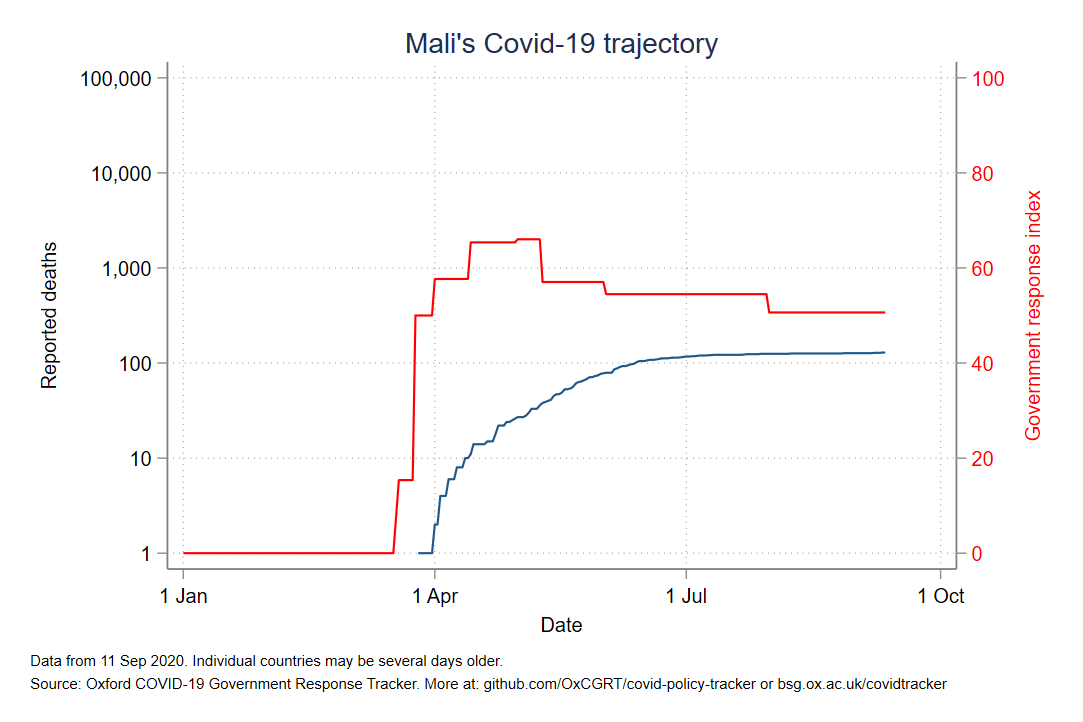 Mali's Covid-19 trajectory
100,000
10,000
1,000
100
10
1
Reported deaths
100
80
60
40
20
0
Government response index
1 Jan
1 Apr
1 Jul
1 Oct
Date
Data from 11 Sep 2020. Individual countries may be several days older.
Source: Oxford COVID-19 Government Response Tracker. More at: github.com/OxCGRT/covid-policy-tracker or bsg.ox.ac.uk/covidtracker